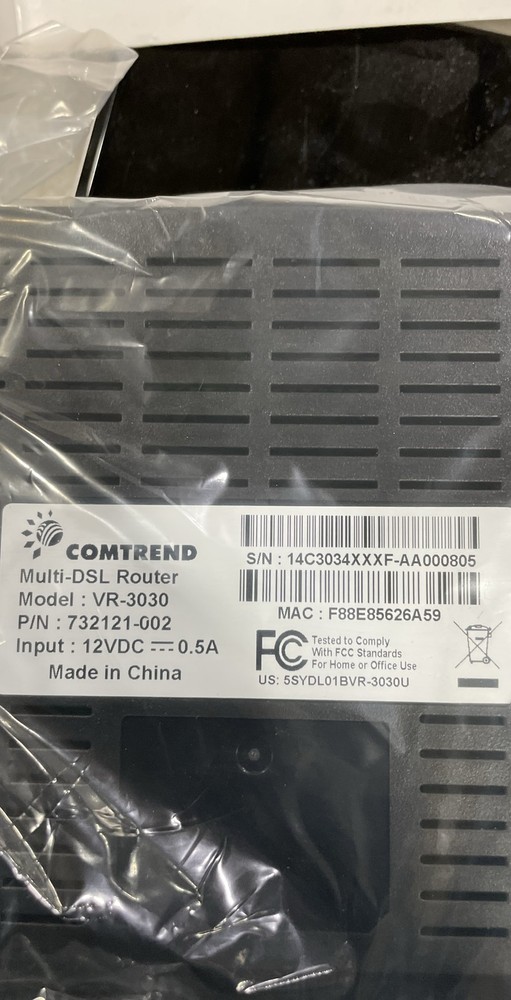 COMTREND
Multi-DSL Router
Model : VR-3030
P/N : 732121-002
Input : 12VDC ⎓ 0.5A
Made in China
S/N : 14C3034XXXF-AA000805
MAC : F88E85626A59
FC Tested to Comply
With FCC Standards
For Home or Office Use
US: 5SYDL01BVR-3030U